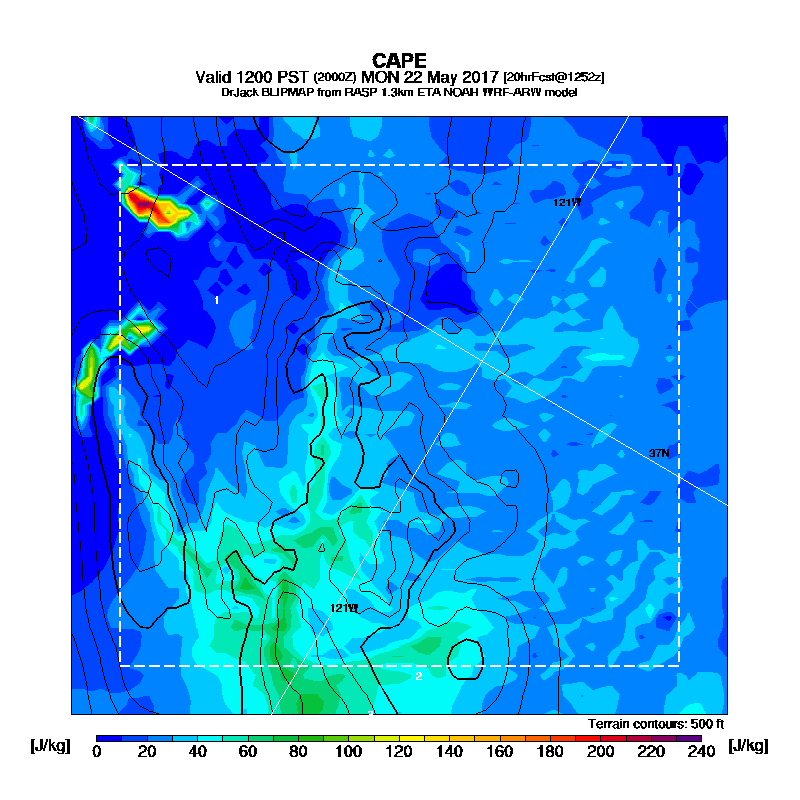 CAPE
Valid 1200 PST (2000Z) MON 22 May 2017 [20hrFcst@1252z]
DrJack BLIPMAP from RASP 1.3km ETA NOAH WRF-ARW model
121W
1
37N
121W
2
Terrain contours: 500 ft
[J/kg] 0 20 40 60 80 100 120 140 160 180 200 220 240 [J/kg]